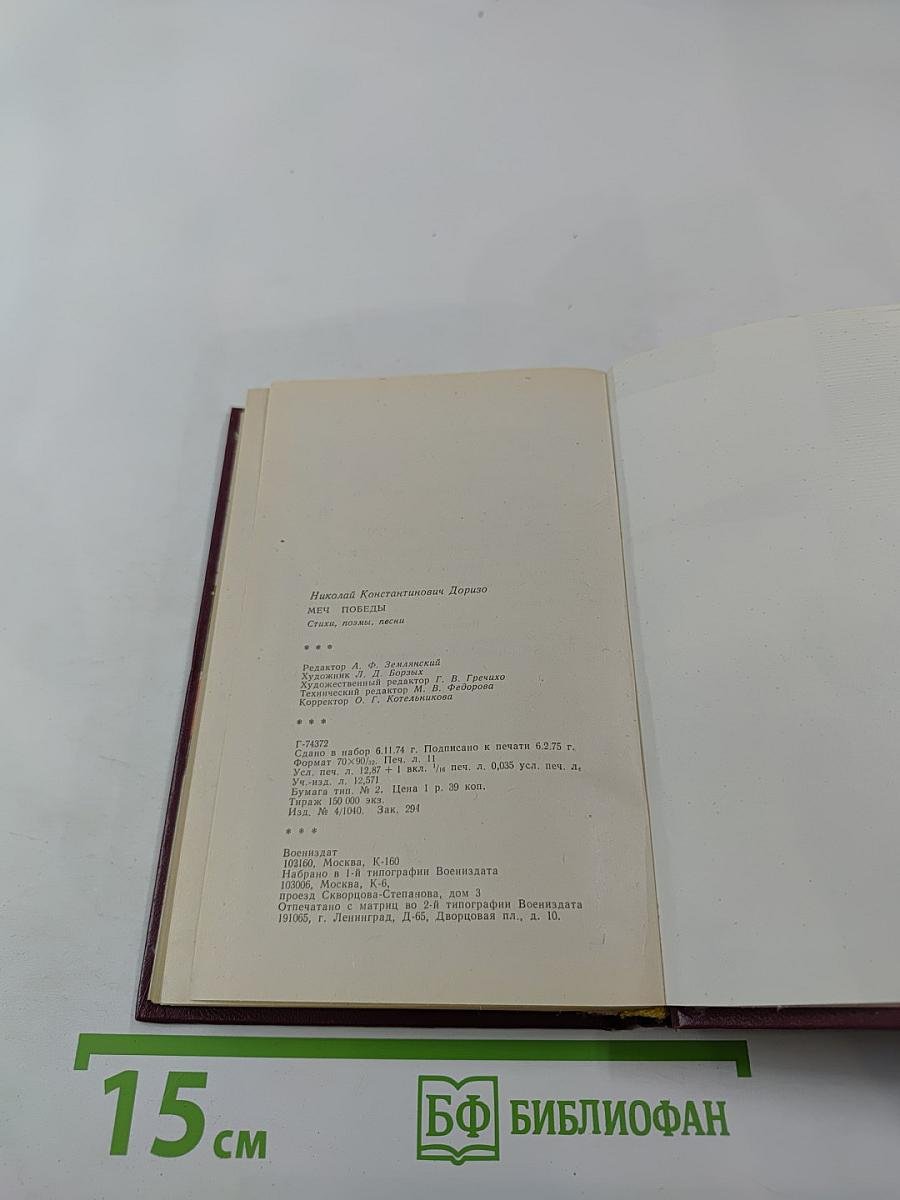 Николай Константинович Доризо
МЕЧ ПОБЕДЫ
Стихи, поэмы, песни
* * *
Редактор А. Ф. Землянский
Художник Л. Д. Борзых
Художественный редактор Г. В. Гречихо
Технический редактор М. В. Федорова
Корректор О. Г. Котельникова
* * *
Г-74372
Сдано в набор 6.11.74 г. Подписано к печати 6.2.75 г.
Формат 70×90/32. Печ. л. 11
Усл. печ. л. 12,87 + 1 вкл. 1/16 печ. л. 0,035 усл. печ. л.
Уч.-изд. л. 12,571
Бумага тип. № 2. Цена 1 р. 39 коп.
Тираж 150 000 экз.
Изд. № 4/1040. Зак. 294
* * *
Воениздат
103160, Москва, К-160
Набрано в 1-й типографии Воениздата
103006, Москва, К-6,
проезд Скворцова-Степанова, дом 3
Отпечатано с матриц во 2-й типографии Воениздата
191065, г. Ленинград, Д-65, Дворцовая пл., д. 10.
15 см
БФ БИБЛИОФАН